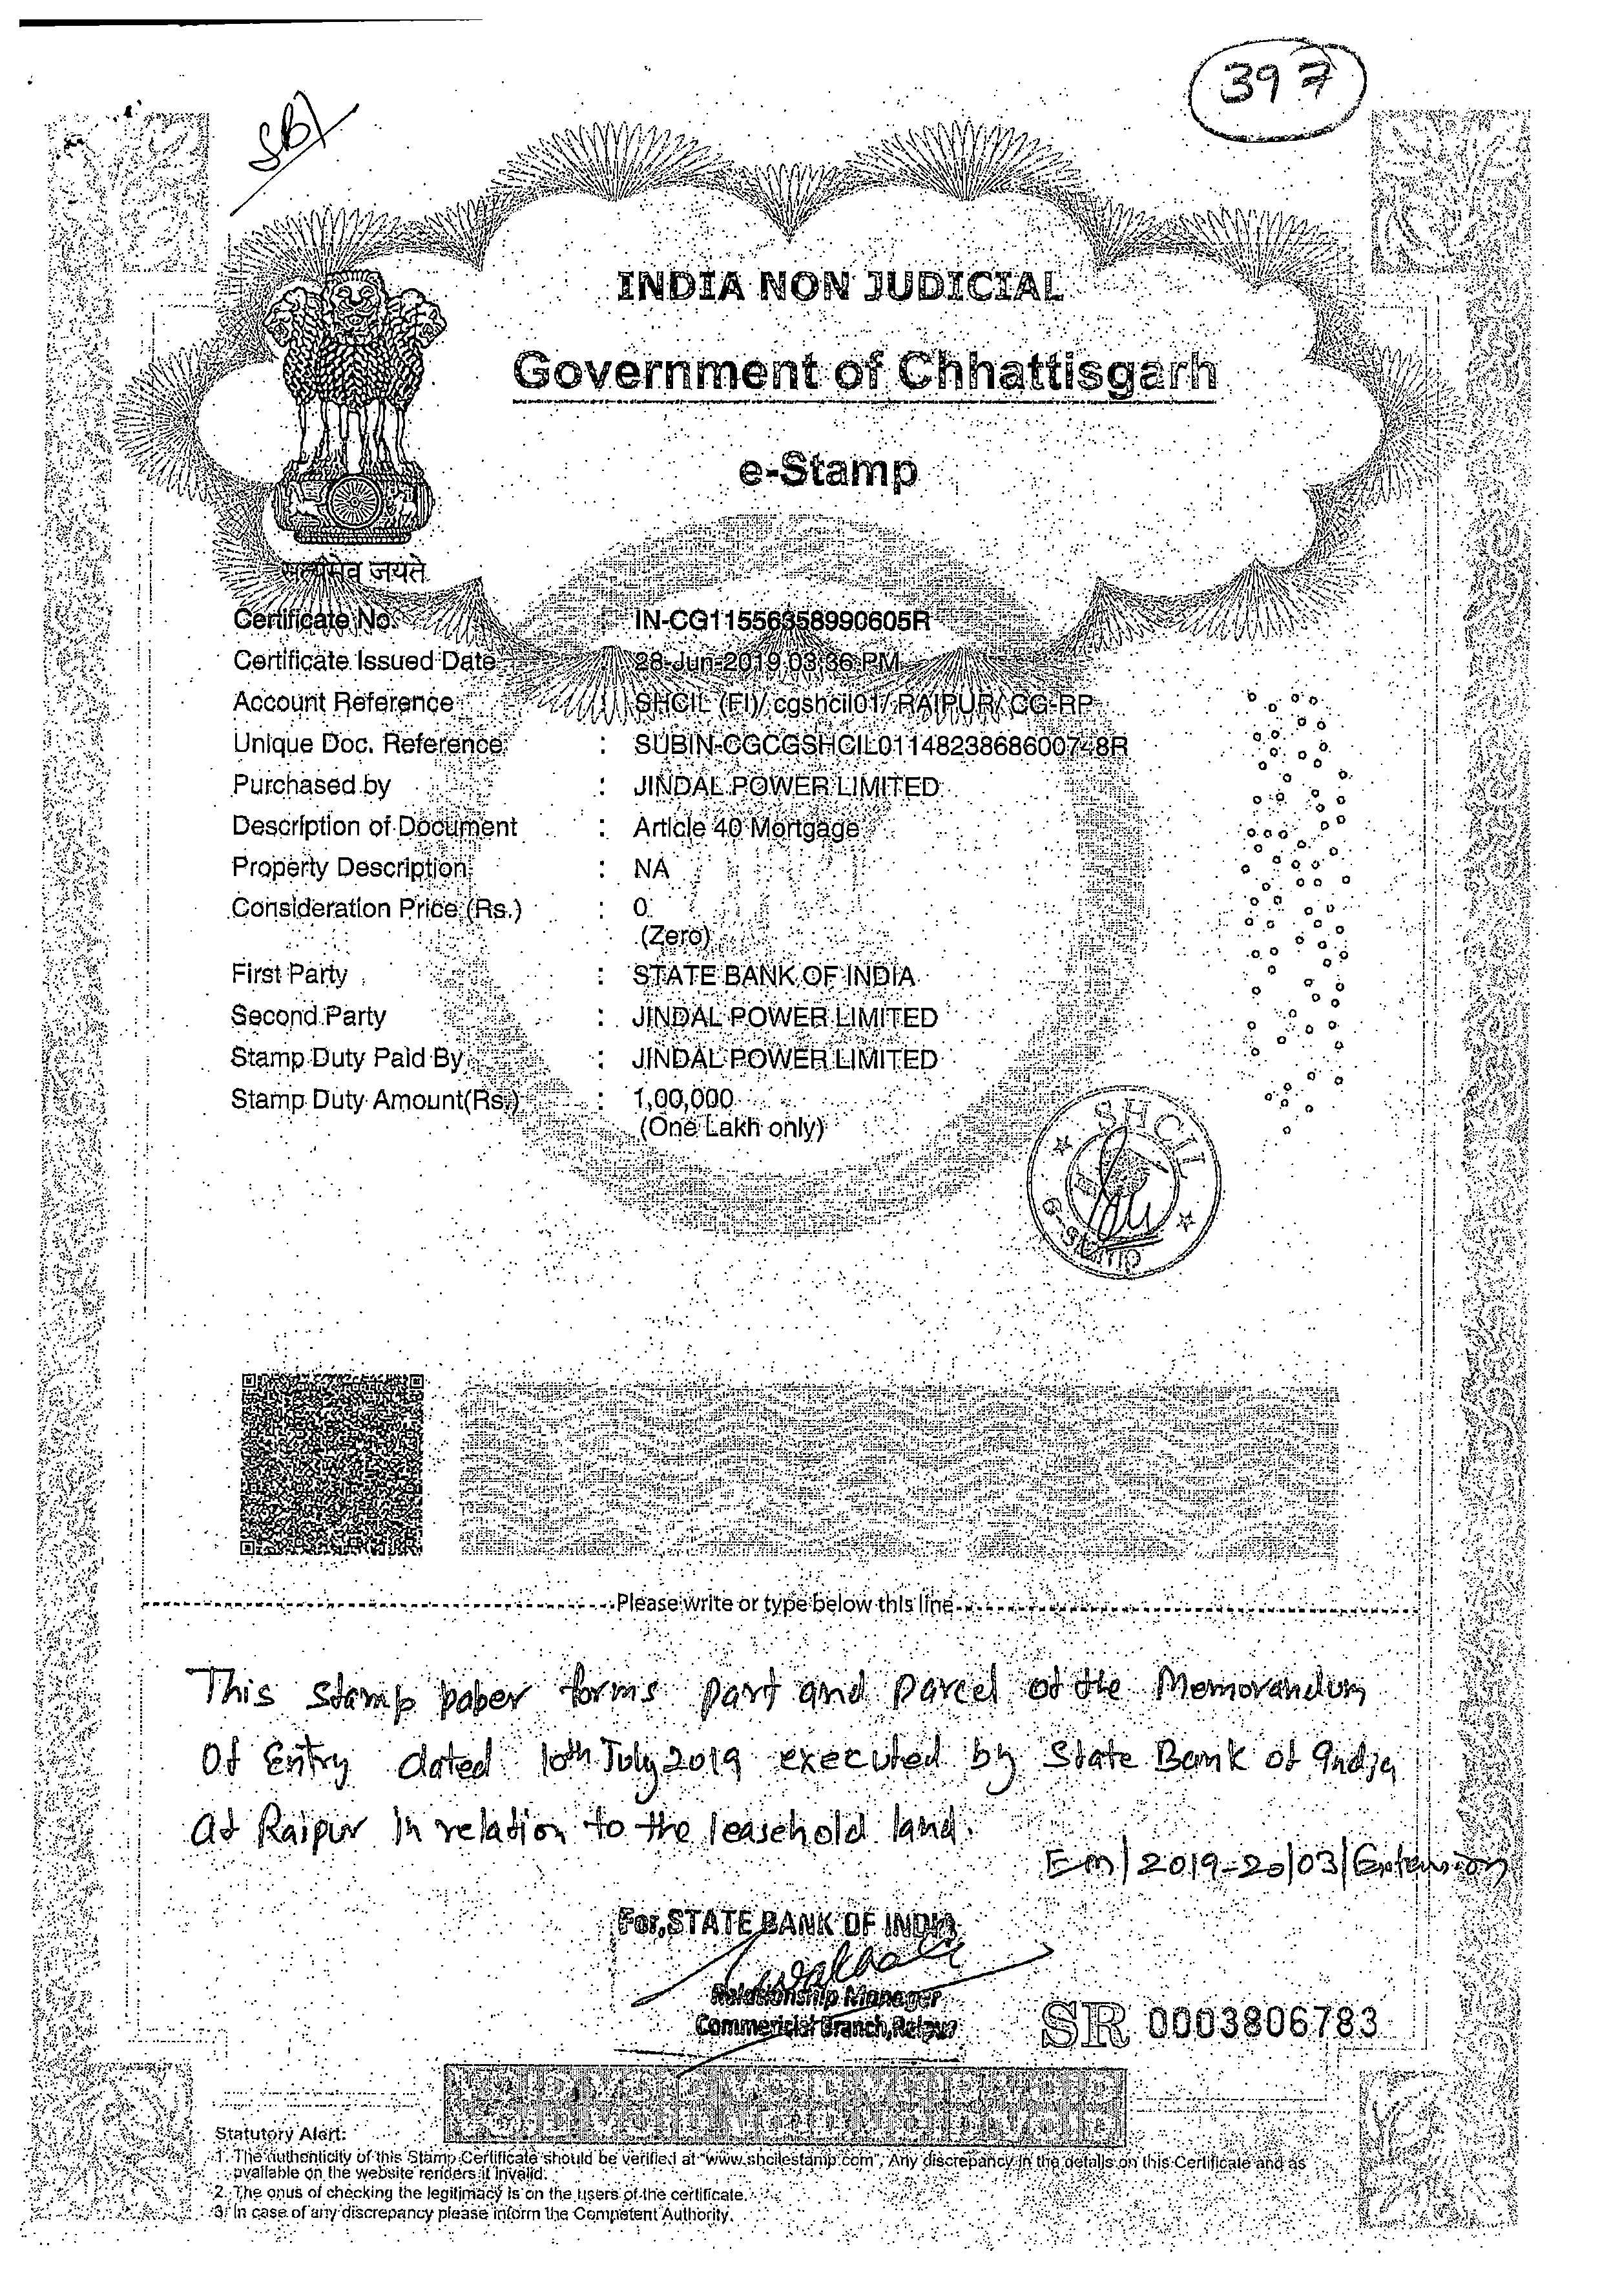 397
SBI
INDIA NON JUDICIAL
Government of Chhattisgarh
e-Stamp
सत्यमेव जयते
Certificate No. : IN-CG11556358990605R
Certificate Issued Date : 28-Jun-2019 03:36 PM
Account Reference : SHCIL (FI)/ cgshcil01/ RAIPUR/ CG-RP
Unique Doc. Reference : SUBIN-CGCGSHCIL0114823868600748R
Purchased by : JINDAL POWER LIMITED
Description of Document : Article 40 Mortgage
Property Description : NA
Consideration Price (Rs.) : 0
(Zero)
First Party : STATE BANK OF INDIA
Second Party : JINDAL POWER LIMITED
Stamp Duty Paid By : JINDAL POWER LIMITED
Stamp Duty Amount(Rs.) : 1,00,000
(One Lakh only)
SHCIL
e-Stamp
Please write or type below this line
This stamp paper forms part and parcel of the Memorandum
Of Entry dated 10th July 2019 executed by State Bank of India
at Raipur in relation to the leasehold land.
Em/2019-20/03/Extension
For, STATE BANK OF INDIA
Relationship Manager
Commericial Branch, Raipur
SR 0003806783
Statutory Alert:
1. The authenticity of this Stamp Certificate should be verified at "www.shcilestamp.com". Any discrepancy in the details on this Certificate and as
available on the website renders it invalid.
2. The onus of checking the legitimacy is on the users of the certificate.
3. In case of any discrepancy please inform the Competent Authority.